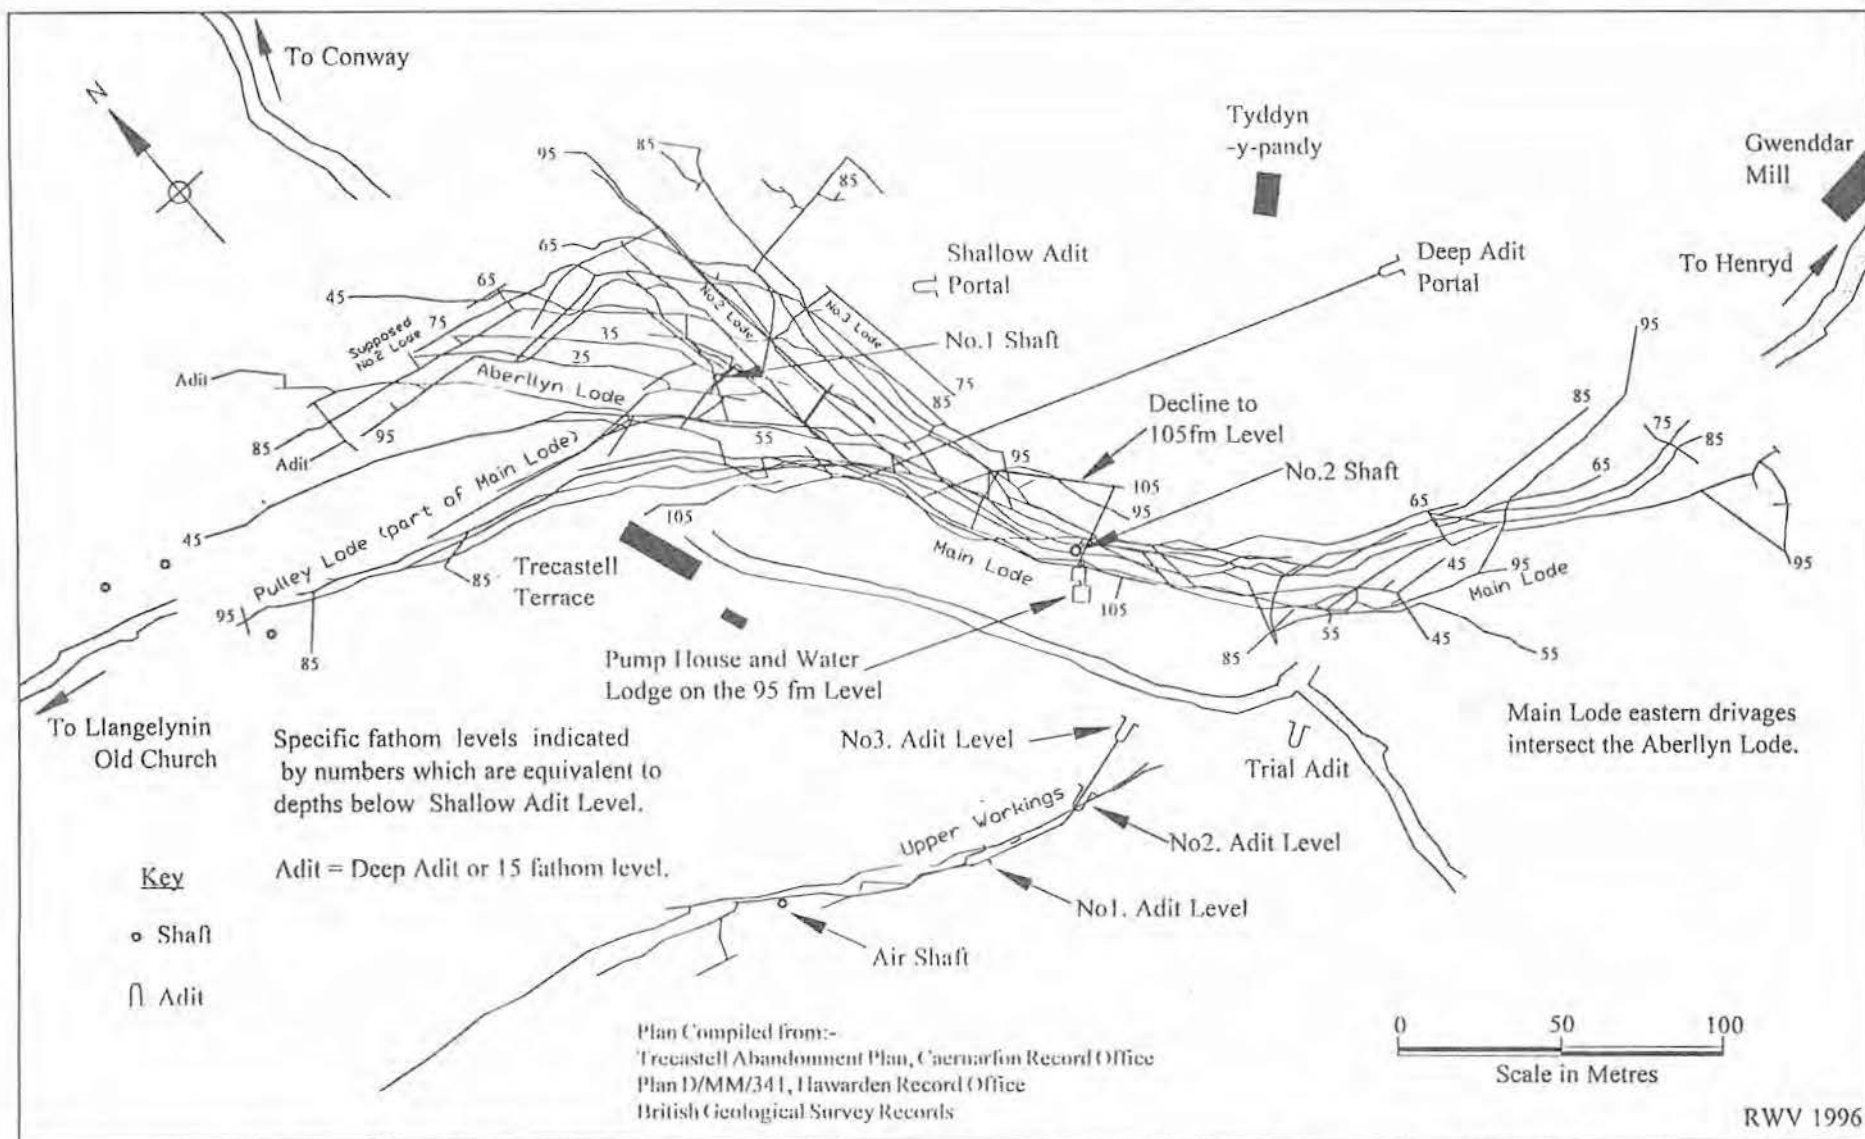 To Conway
N
Tyddyn
-y-pandy
Gwenddar
Mill
95
85
85
Shallow Adit
Portal
Deep Adit
Portal
To Henryd
65
65
45
75
Supposed
No.2 Lode
35
25
No.2 Lode
No.3 Lode
No.1 Shaft
95
Adit
Aberllyn Lode
75
85
Decline to
105fm Level
85
75
85
85
95
Adit
55
95
No.2 Shaft
65
65
105
95
45
105
Pulley Lode (part of Main Lode)
Main Lode
45
95
Main Lode
95
85
Trecastell
Terrace
105
95
85
55
45
55
85
Pump House and Water
Lodge on the 95 fm Level
To Llangelynin
Old Church
Specific fathom levels indicated
by numbers which are equivalent to
depths below Shallow Adit Level.
No3. Adit Level
Trial Adit
Main Lode eastern drivages
intersect the Aberllyn Lode.
Upper Workings
No2. Adit Level
Adit = Deep Adit or 15 fathom level.
Key
No1. Adit Level
Shaft
Air Shaft
Adit
Plan Compiled from:-
Trecastell Abandonment Plan, Caernarfon Record Office
Plan D/MM/341, Hawarden Record Office
British Geological Survey Records
0 50 100
Scale in Metres
RWV 1996